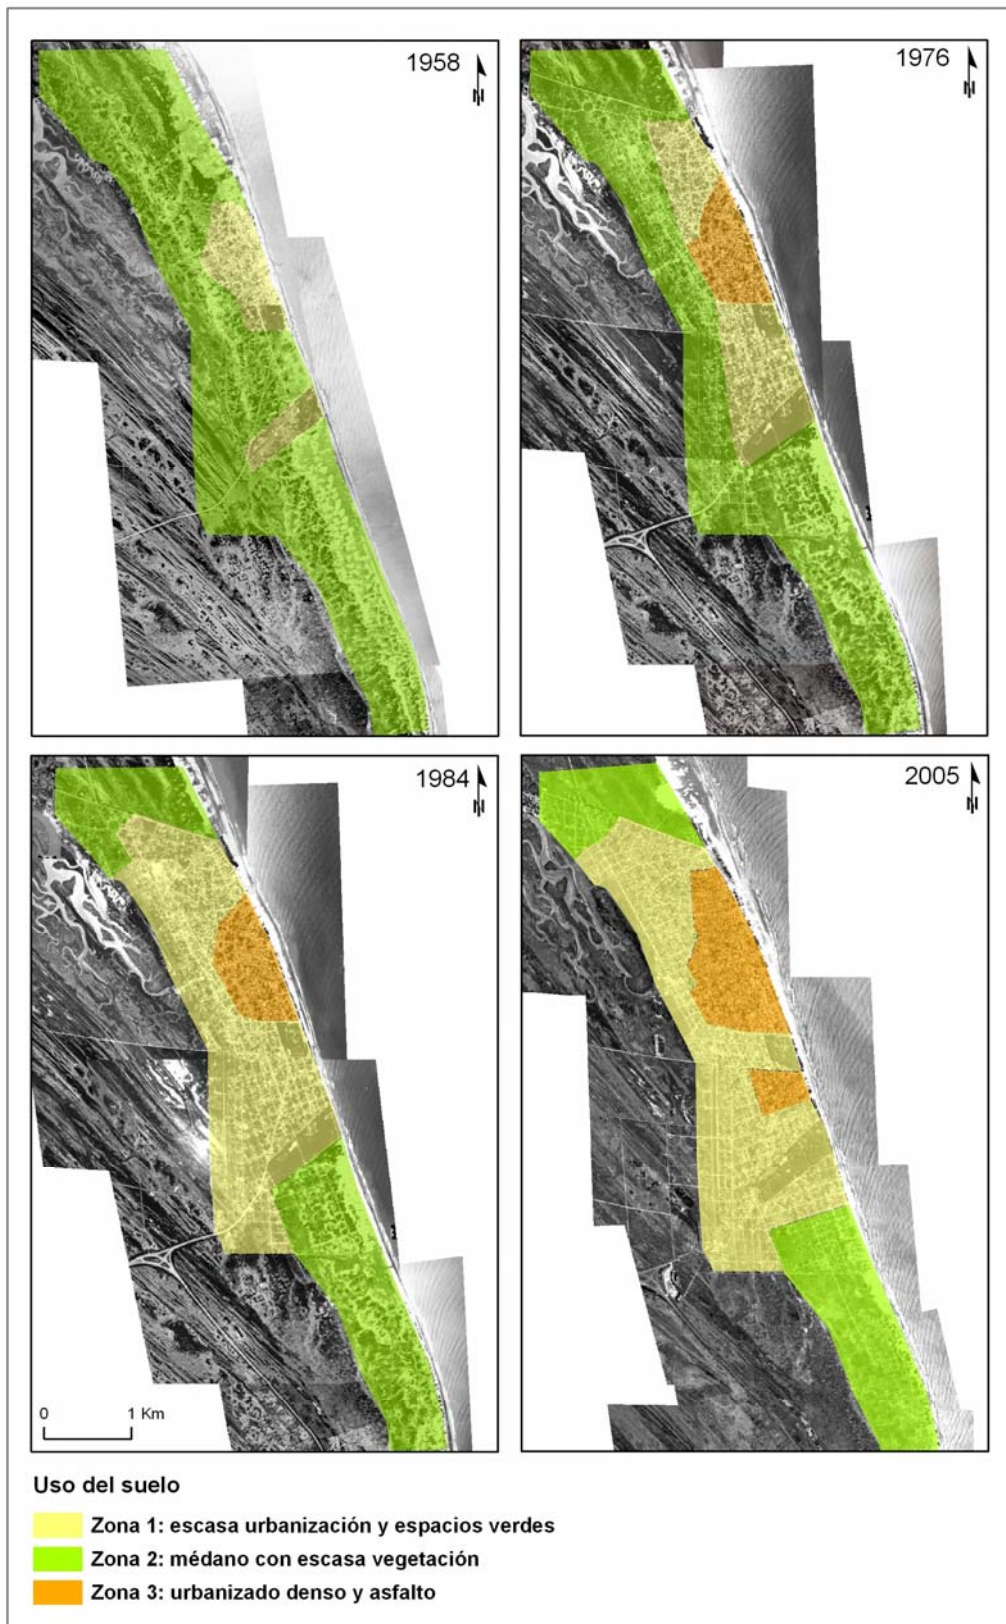 1958
N
1976
N
1984
N
2005
N
0 1 Km
Uso del suelo
Zona 1: escasa urbanización y espacios verdes
Zona 2: médano con escasa vegetación
Zona 3: urbanizado denso y asfalto